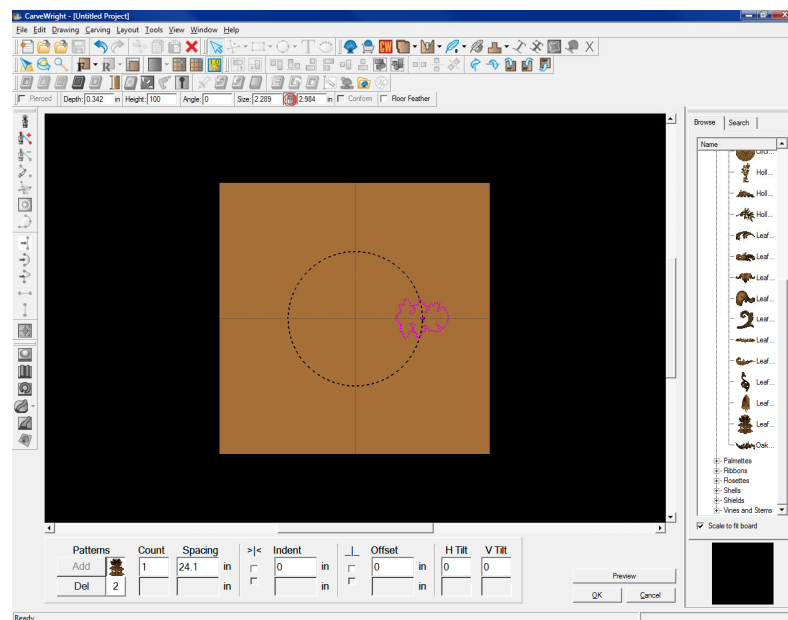 CarveWright - [Untitled Project]
File Edit Drawing Carving Layout Tools View Window Help
CW
Pierced Depth: 0.342 in Height: 100 Angle: 0 Size: 2.289 2.984 in Conform Floor Feather
Browse Search
Name
Circl...
Holl...
Holl...
Holl...
Leaf...
Leaf...
Leaf...
Leaf...
Leaf...
Leaf...
Leaf...
Leaf...
Leaf...
Leaf...
Oak...
Palmettes
Ribbons
Rosettes
Shells
Shields
Vines and Stems
Scale to fit board
Patterns Count Spacing >|< Indent _|_ Offset H Tilt V Tilt
Add 1 24.1 in 0 in 0 in 0 0
Del 2 in in in
Preview
OK Cancel
Ready